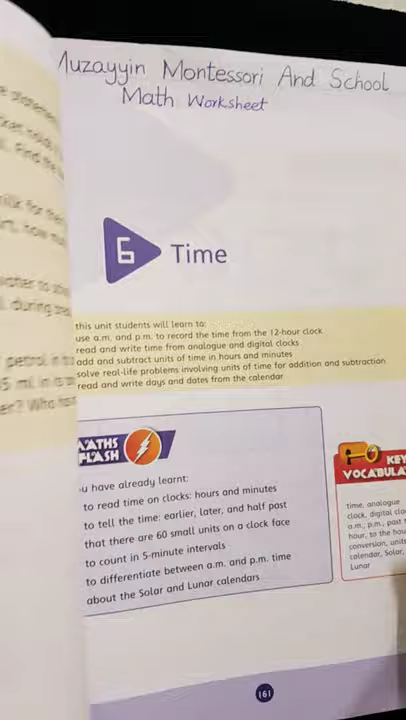 Muzayyin Montessori And School
Math Worksheet
6 Time
this unit students will learn to:
use a.m. and p.m. to record the time from the 12-hour clock
read and write time from analogue and digital clocks
add and subtract units of time in hours and minutes
solve real-life problems involving units of time for addition and subtraction
read and write days and dates from the calendar
MATHS
FLASH
have already learnt:
to read time on clocks: hours and minutes
to tell the time: earlier, later, and half past
that there are 60 small units on a clock face
to count in 5-minute intervals
to differentiate between a.m. and p.m. time
about the Solar and Lunar calendars
KEY
time, analogue
clock, digital
a.m., p.m., past
hour, to the
conversion,
calendar, Solar,
Lunar
161